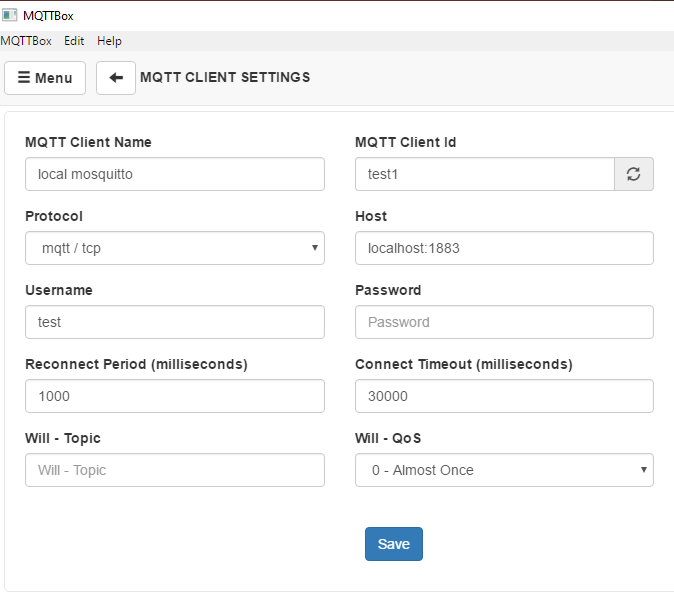 MQTTBox
MQTTBox Edit Help
Menu MQTT CLIENT SETTINGS
MQTT Client Name MQTT Client Id
local mosquitto test1
Protocol Host
mqtt / tcp localhost:1883
Username Password
test Password
Reconnect Period (milliseconds) Connect Timeout (milliseconds)
1000 30000
Will - Topic Will - QoS
Will - Topic 0 - Almost Once
Save